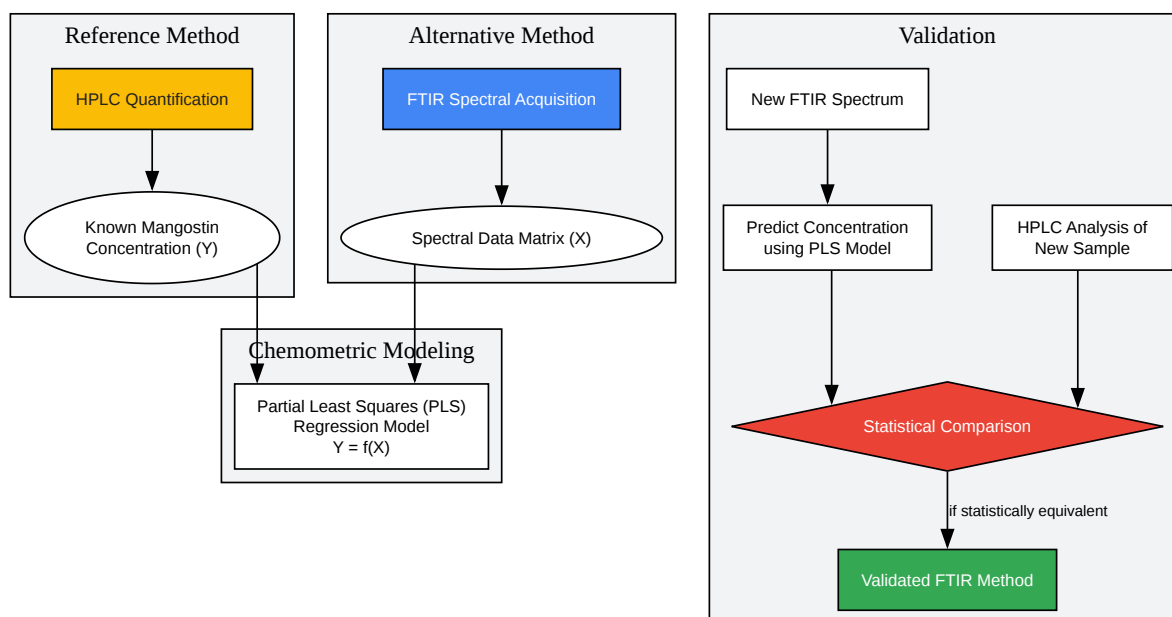 Reference Method
HPLC Quantification
Known Mangostin
Concentration (Y)
Alternative Method
FTIR Spectral Acquisition
Spectral Data Matrix (X)
Chemometric Modeling
Partial Least Squares (PLS)
Regression Model
Y = f(X)
Validation
New FTIR Spectrum
Predict Concentration
using PLS Model
HPLC Analysis of
New Sample
Statistical Comparison
if statistically equivalent
Validated FTIR Method